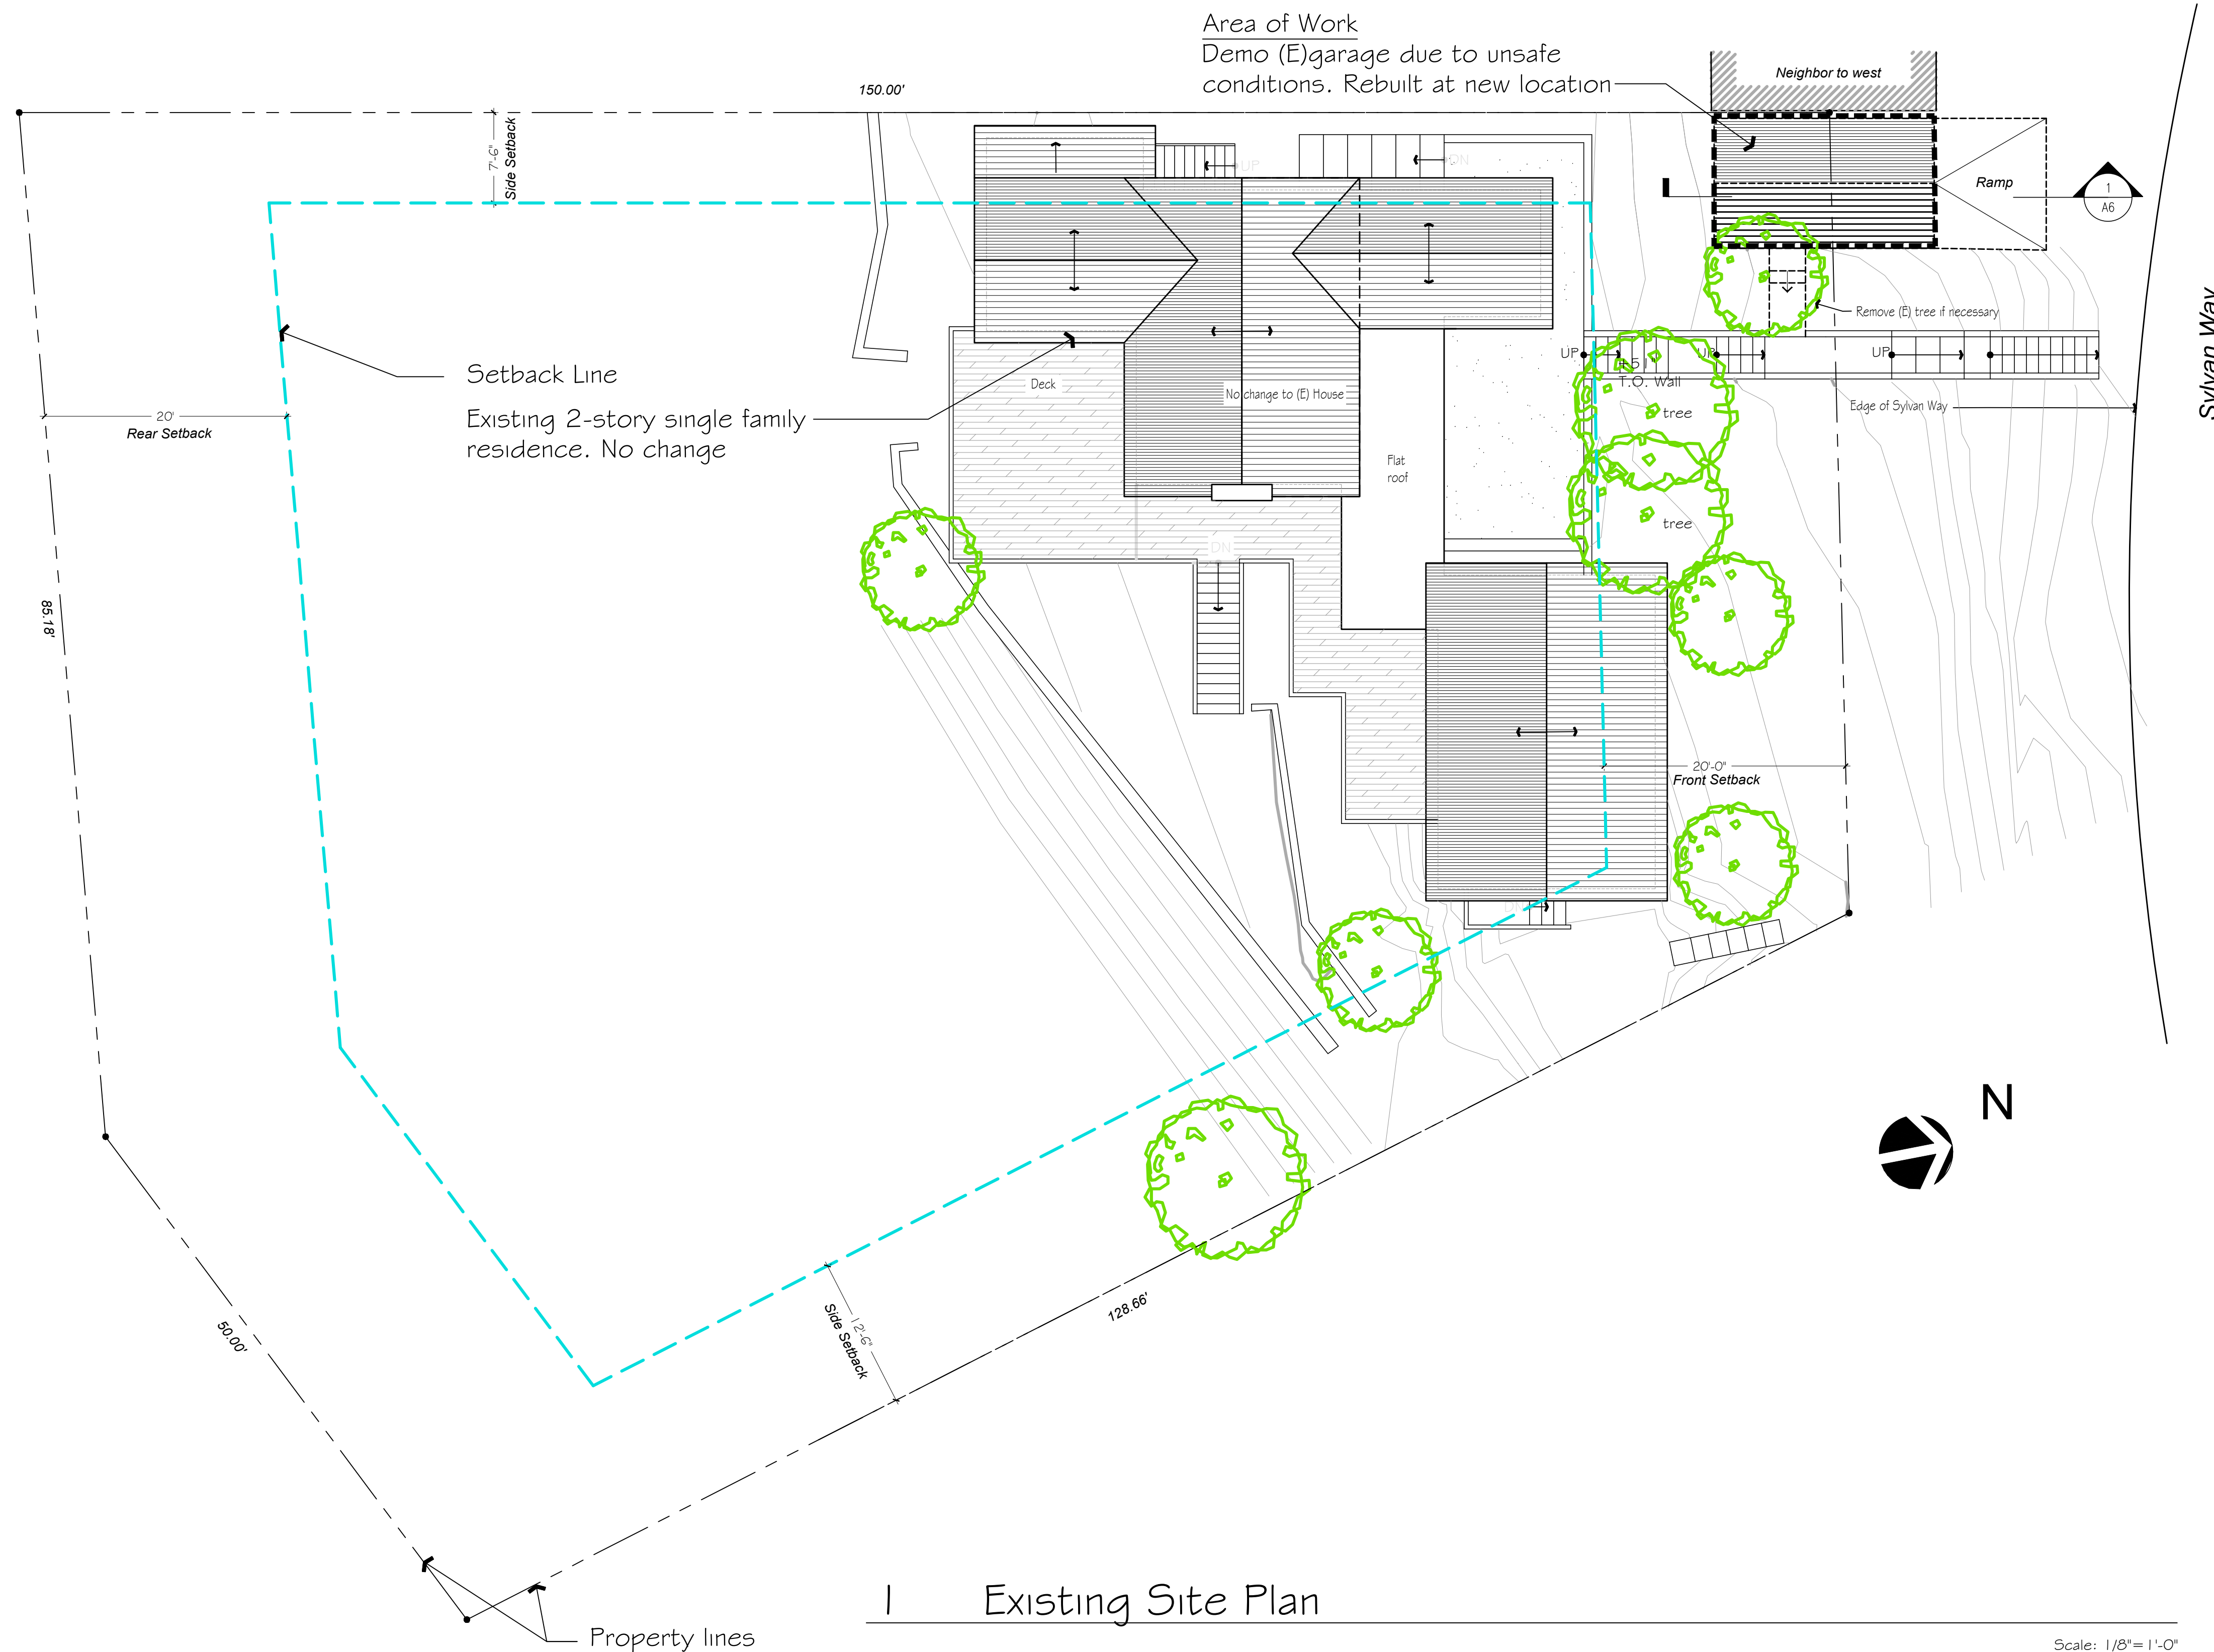 Area of Work
Demo (E)garage due to unsafe
conditions. Rebuilt at new location
Neighbor to west
150.00'
7'-6"
Side Setback
UP
DN
Ramp
1
A6
Sylvan Way
Remove (E) tree if necessary
Setback Line
Existing 2-story single family
residence. No change
20'
Rear Setback
Deck
No change to (E) House
Flat
roof
UP
UP
UP
T.O. Wall
tree
tree
Edge of Sylvan Way
DN
85.18'
20'-0"
Front Setback
N
12'-6"
Side Setback
128.66'
50.00'
Property lines
1 Existing Site Plan
Scale: 1/8"=1'-0"